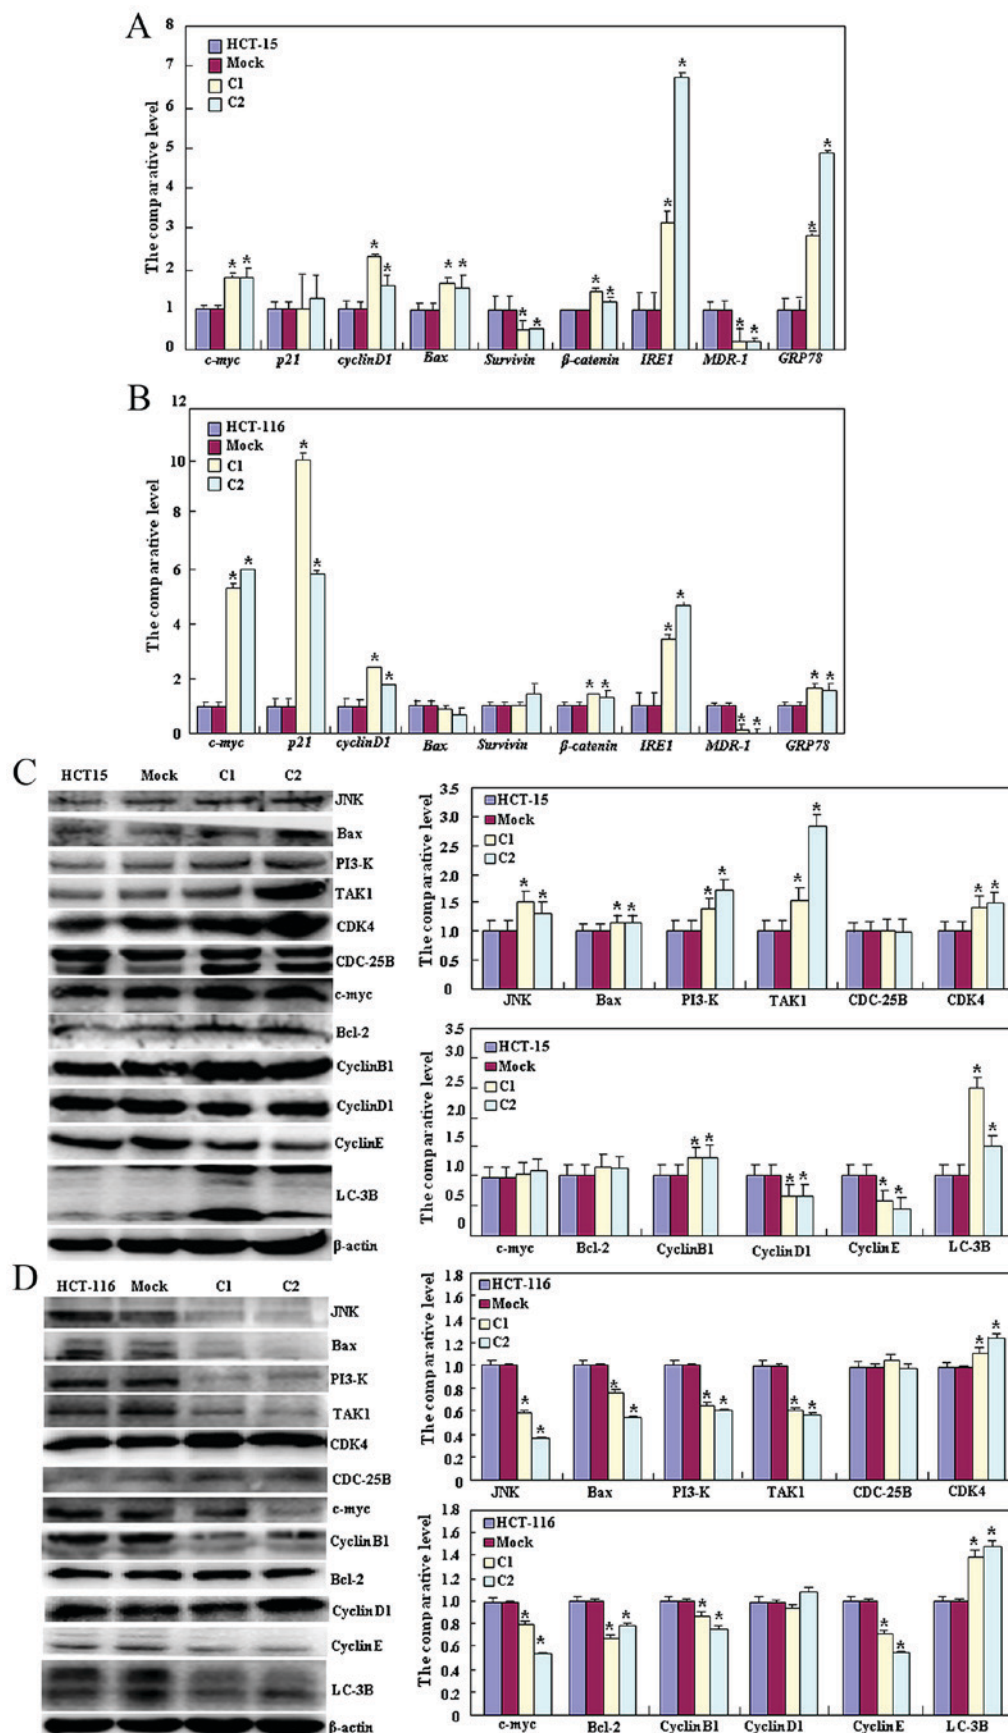 A
The comparative level
8
7
6
5
4
3
2
1
0
HCT-15
Mock
C1
C2
* * * * * * * * * * * * * * * *
c-myc p21 cyclinD1 Bax Survivin β-catenin IRE1 MDR-1 GRP78
B
The comparative level
12
10
8
6
4
2
0
HCT-116
Mock
C1
C2
* * * * * * * * * * * * * *
c-myc p21 cyclinD1 Bax Survivin β-catenin IRE1 MDR-1 GRP78
C
HCT15 Mock C1 C2
JNK
Bax
PI3-K
TAK1
CDK4
CDC-25B
c-myc
Bcl-2
CyclinB1
CyclinD1
CyclinE
LC-3B
β-actin
The comparative level
3.5
3.0
2.5
2.0
1.5
1.0
0.5
0
HCT-15
Mock
C1
C2
* * * * * * * * * *
JNK Bax PI3-K TAK1 CDC-25B CDK4
The comparative level
3.5
3.0
2.5
2.0
1.5
1.0
0.5
0
HCT-15
Mock
C1
C2
* * * * * * * *
c-myc Bcl-2 CyclinB1 CyclinD1 CyclinE LC-3B
D
HCT-116 Mock C1 C2
JNK
Bax
PI3-K
TAK1
CDK4
CDC-25B
c-myc
CyclinB1
Bcl-2
CyclinD1
CyclinE
LC-3B
β-actin
The comparative level
1.8
1.6
1.4
1.2
1.0
0.8
0.6
0.4
0.2
0
HCT-116
Mock
C1
C2
* * * * * * * * * *
JNK Bax PI3-K TAK1 CDC-25B CDK4
The comparative level
1.8
1.6
1.4
1.2
1.0
0.8
0.6
0.4
0.2
0.0
HCT-116
Mock
C1
C2
* * * * * * * * * *
c-myc Bcl-2 CyclinB1 CyclinD1 CyclinE LC-3B